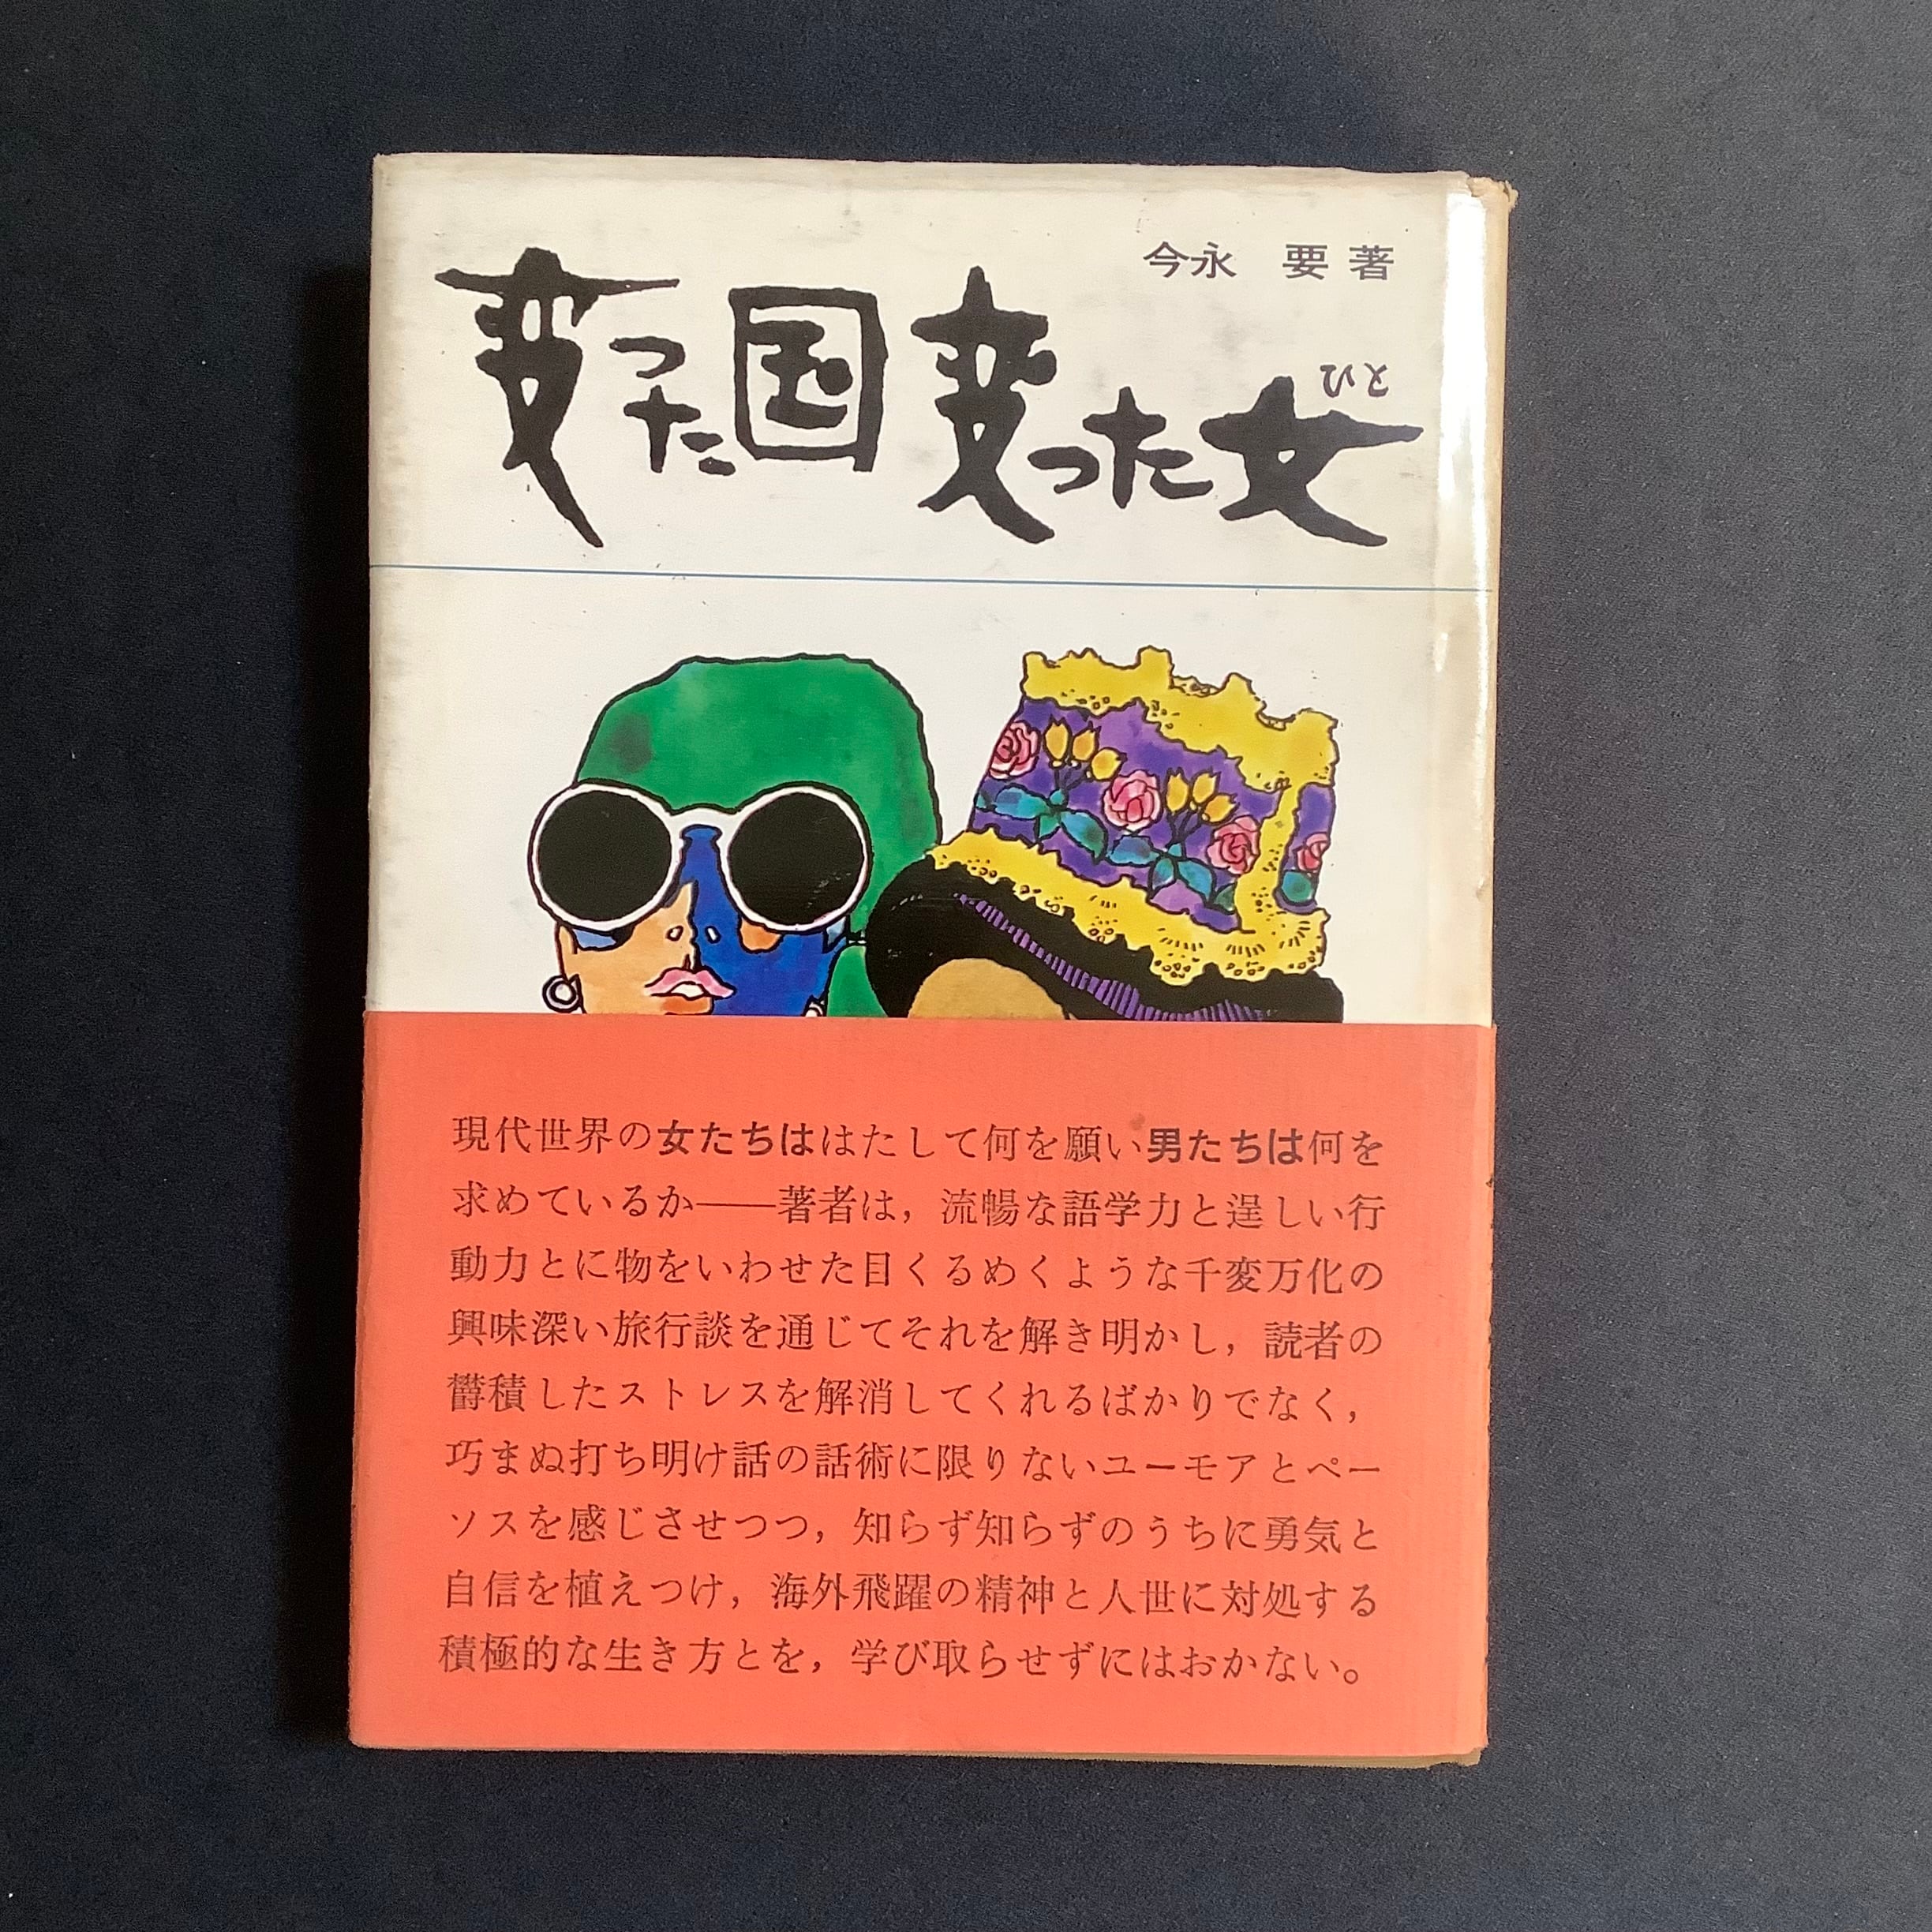 今永 要 著
変った国 変った女
ひと
現代世界の女たちははたして何を願い男たちは何を
求めているか――著者は，流暢な語学力と逞しい行
動力とに物をいわせた目くるめくような千変万化の
興味深い旅行談を通じてそれを解き明かし，読者の
欝積したストレスを解消してくれるばかりでなく，
巧まぬ打ち明け話の話術に限りないユーモアとペー
ソスを感じさせつつ，知らず知らずのうちに勇気と
自信を植えつけ，海外飛躍の精神と人世に対処する
積極的な生き方とを，学び取らせずにはおかない。